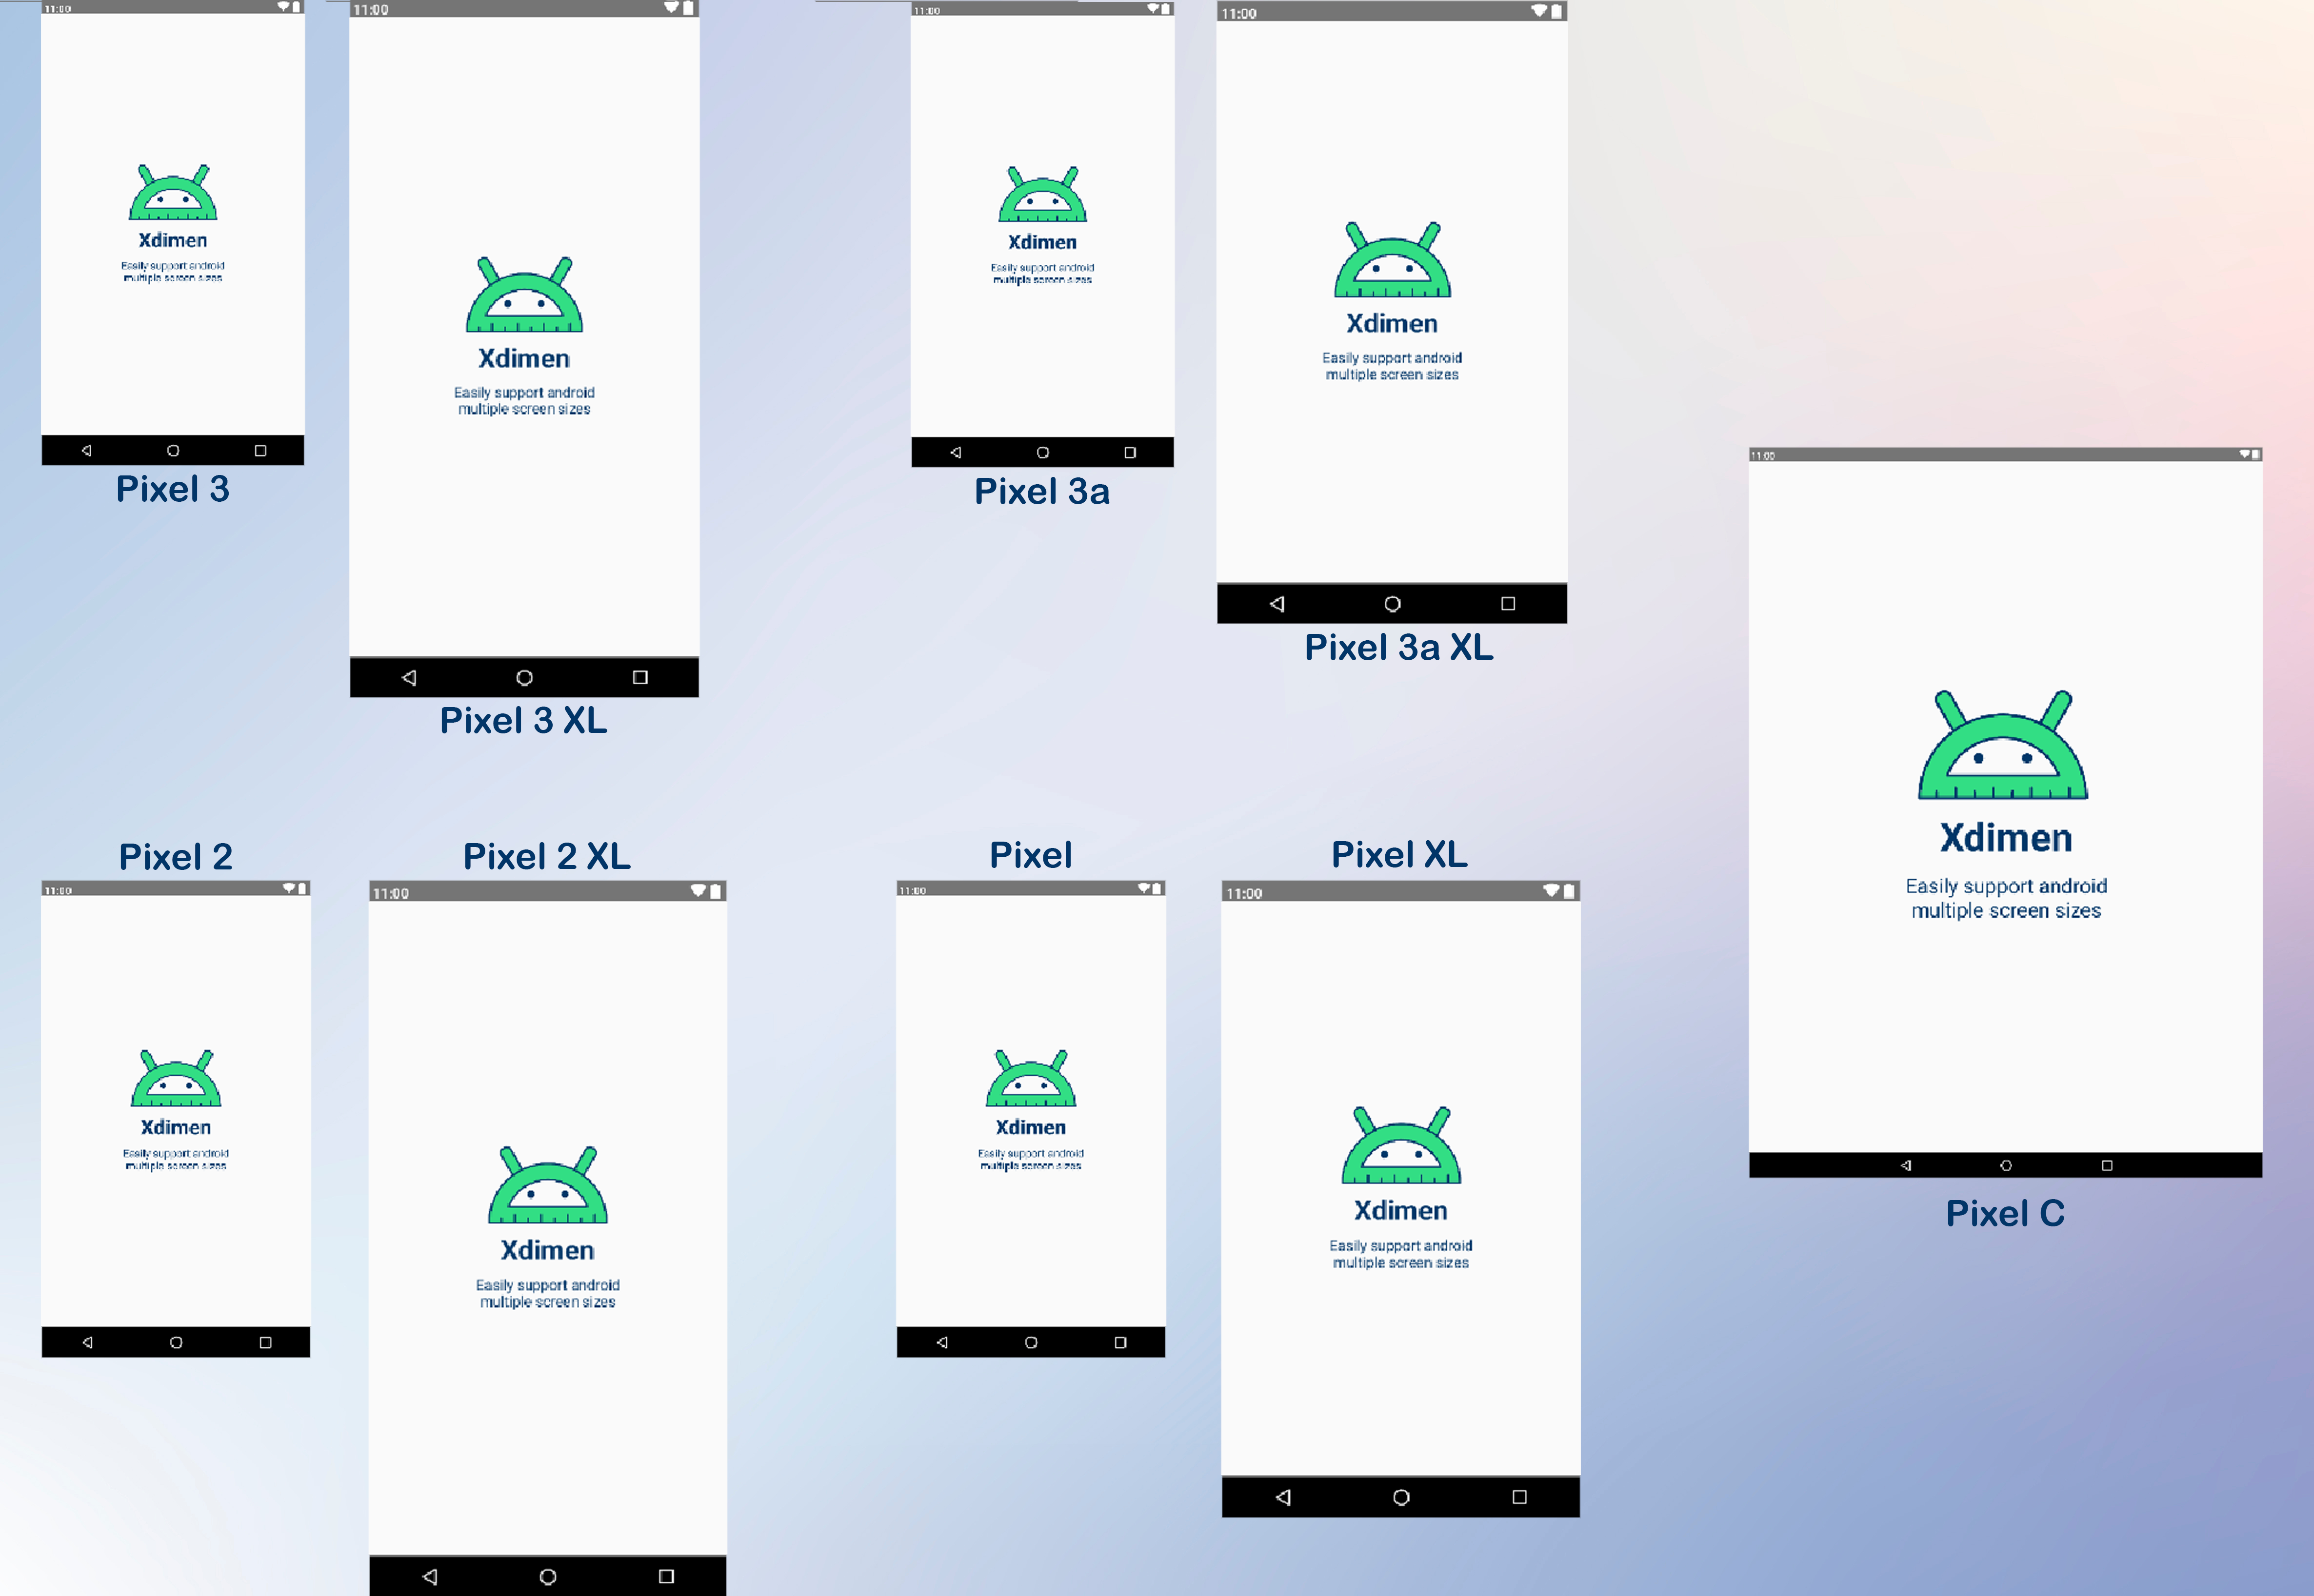 11:00
Xdimen
Easily support android
multiple screen sizes
Pixel 3
11:00
Xdimen
Easily support android
multiple screen sizes
Pixel 3 XL
11:00
Xdimen
Easily support android
multiple screen sizes
Pixel 3a
11:00
Xdimen
Easily support android
multiple screen sizes
Pixel 3a XL
11:00
Xdimen
Easily support android
multiple screen sizes
Pixel C
Pixel 2
11:00
Xdimen
Easily support android
multiple screen sizes
Pixel 2 XL
11:00
Xdimen
Easily support android
multiple screen sizes
Pixel
11:00
Xdimen
Easily support android
multiple screen sizes
Pixel XL
11:00
Xdimen
Easily support android
multiple screen sizes